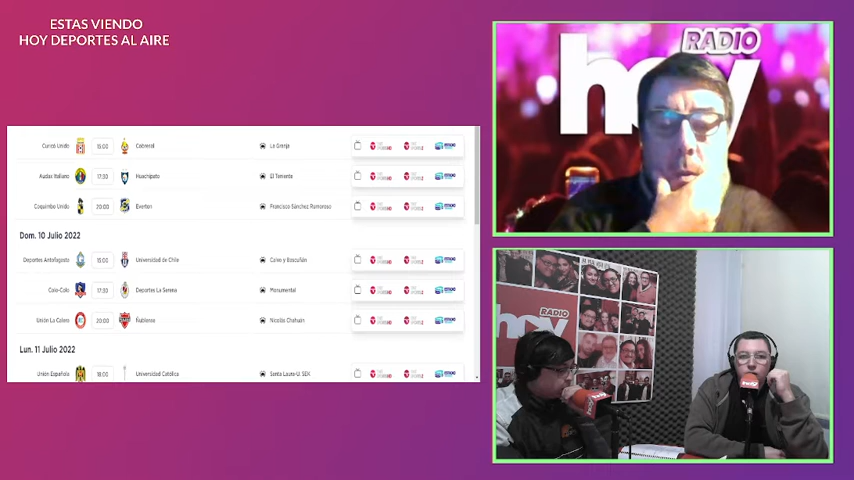 ESTAS VIENDO
HOY DEPORTES AL AIRE
Curicó Unido 15:00 Cobresal La Granja
Audax Italiano 17:30 Huachipato El Teniente
Coquimbo Unido 20:00 Everton Francisco Sánchez Rumoroso
Dom. 10 Julio 2022
Deportes Antofagasta 15:00 Universidad de Chile Calvo y Bascuñán
Colo-Colo 17:30 Deportes La Serena Monumental
Unión La Calera 20:00 Ñublense Nicolás Chahuán
Lun. 11 Julio 2022
Unión Española 18:00 Universidad Católica Santa Laura-U. SEK
RADIO
hoy
RADIO
hoy